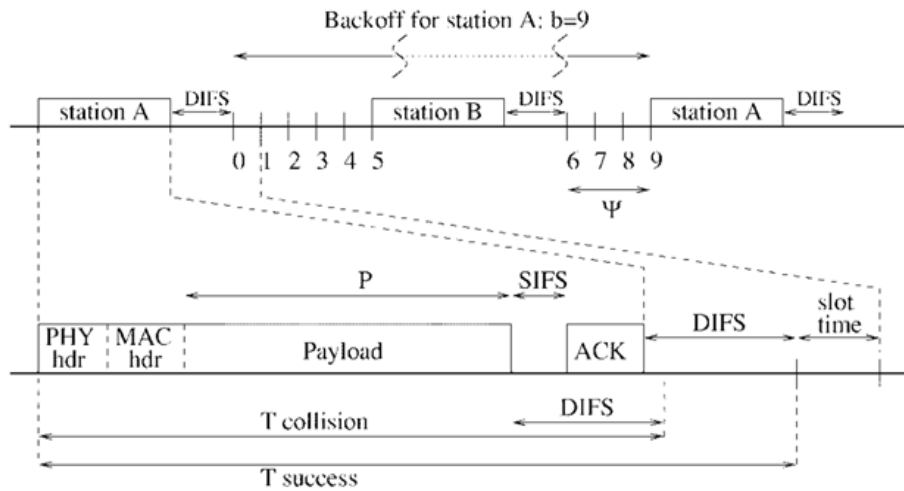 Backoff for station A: b=9
station A DIFS station B DIFS station A DIFS
0 1 2 3 4 5 6 7 8 9
Ψ
P SIFS slot
time
PHY
hdr MAC
hdr Payload ACK DIFS
DIFS
T collision
T success